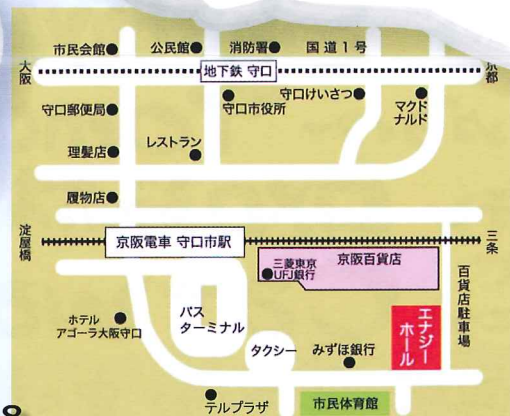 市民会館
公民館
消防署
国道1号
大阪
地下鉄 守口
京都
守口郵便局
守口市役所
守口けいさつ
マクド
ナルド
理髪店
レストラン
履物店
淀屋橋
京阪電車 守口市駅
三条
三菱東京
UFJ銀行
京阪百貨店
百貨店駐車場
ホテル
アゴーラ大阪守口
バス
ターミナル
タクシー
みずほ銀行
エナジー
ホール
テルプラザ
市民体育館